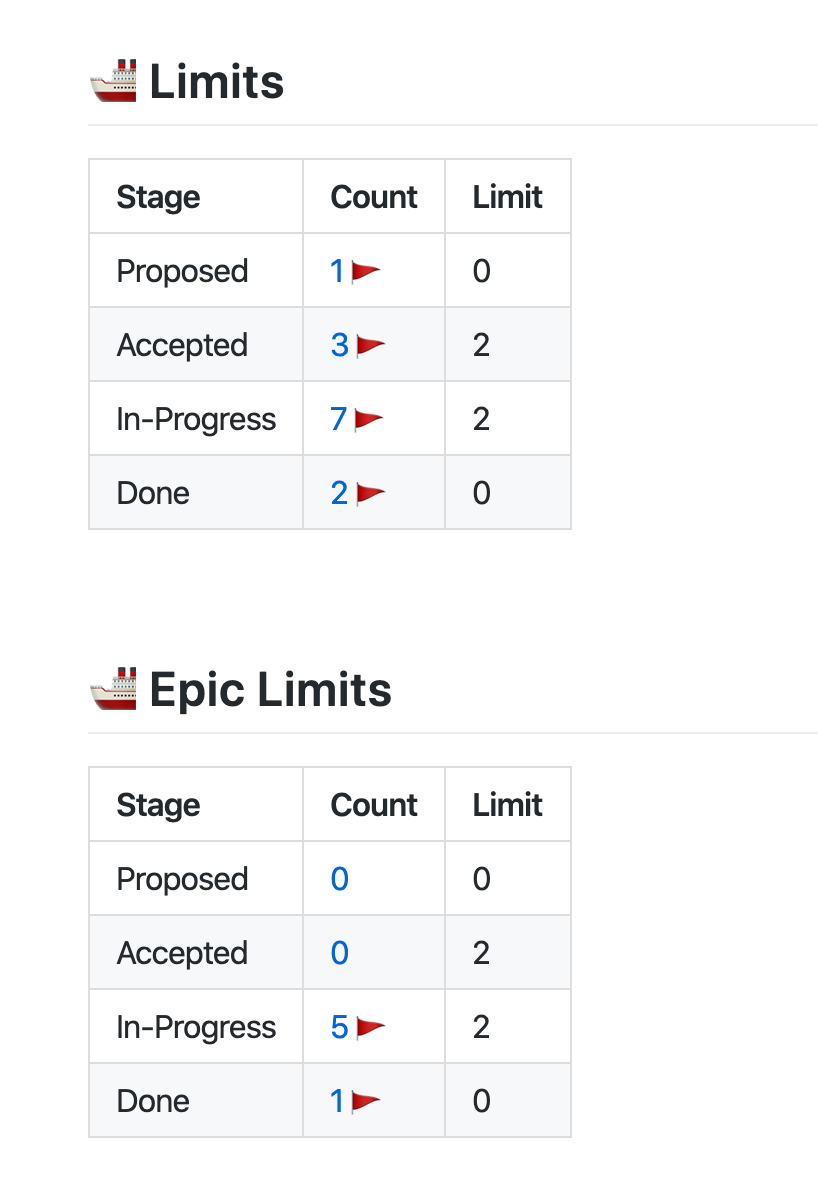 Limits
Stage Count Limit
Proposed 1 0
Accepted 3 2
In-Progress 7 2
Done 2 0
Epic Limits
Stage Count Limit
Proposed 0 0
Accepted 0 2
In-Progress 5 2
Done 1 0